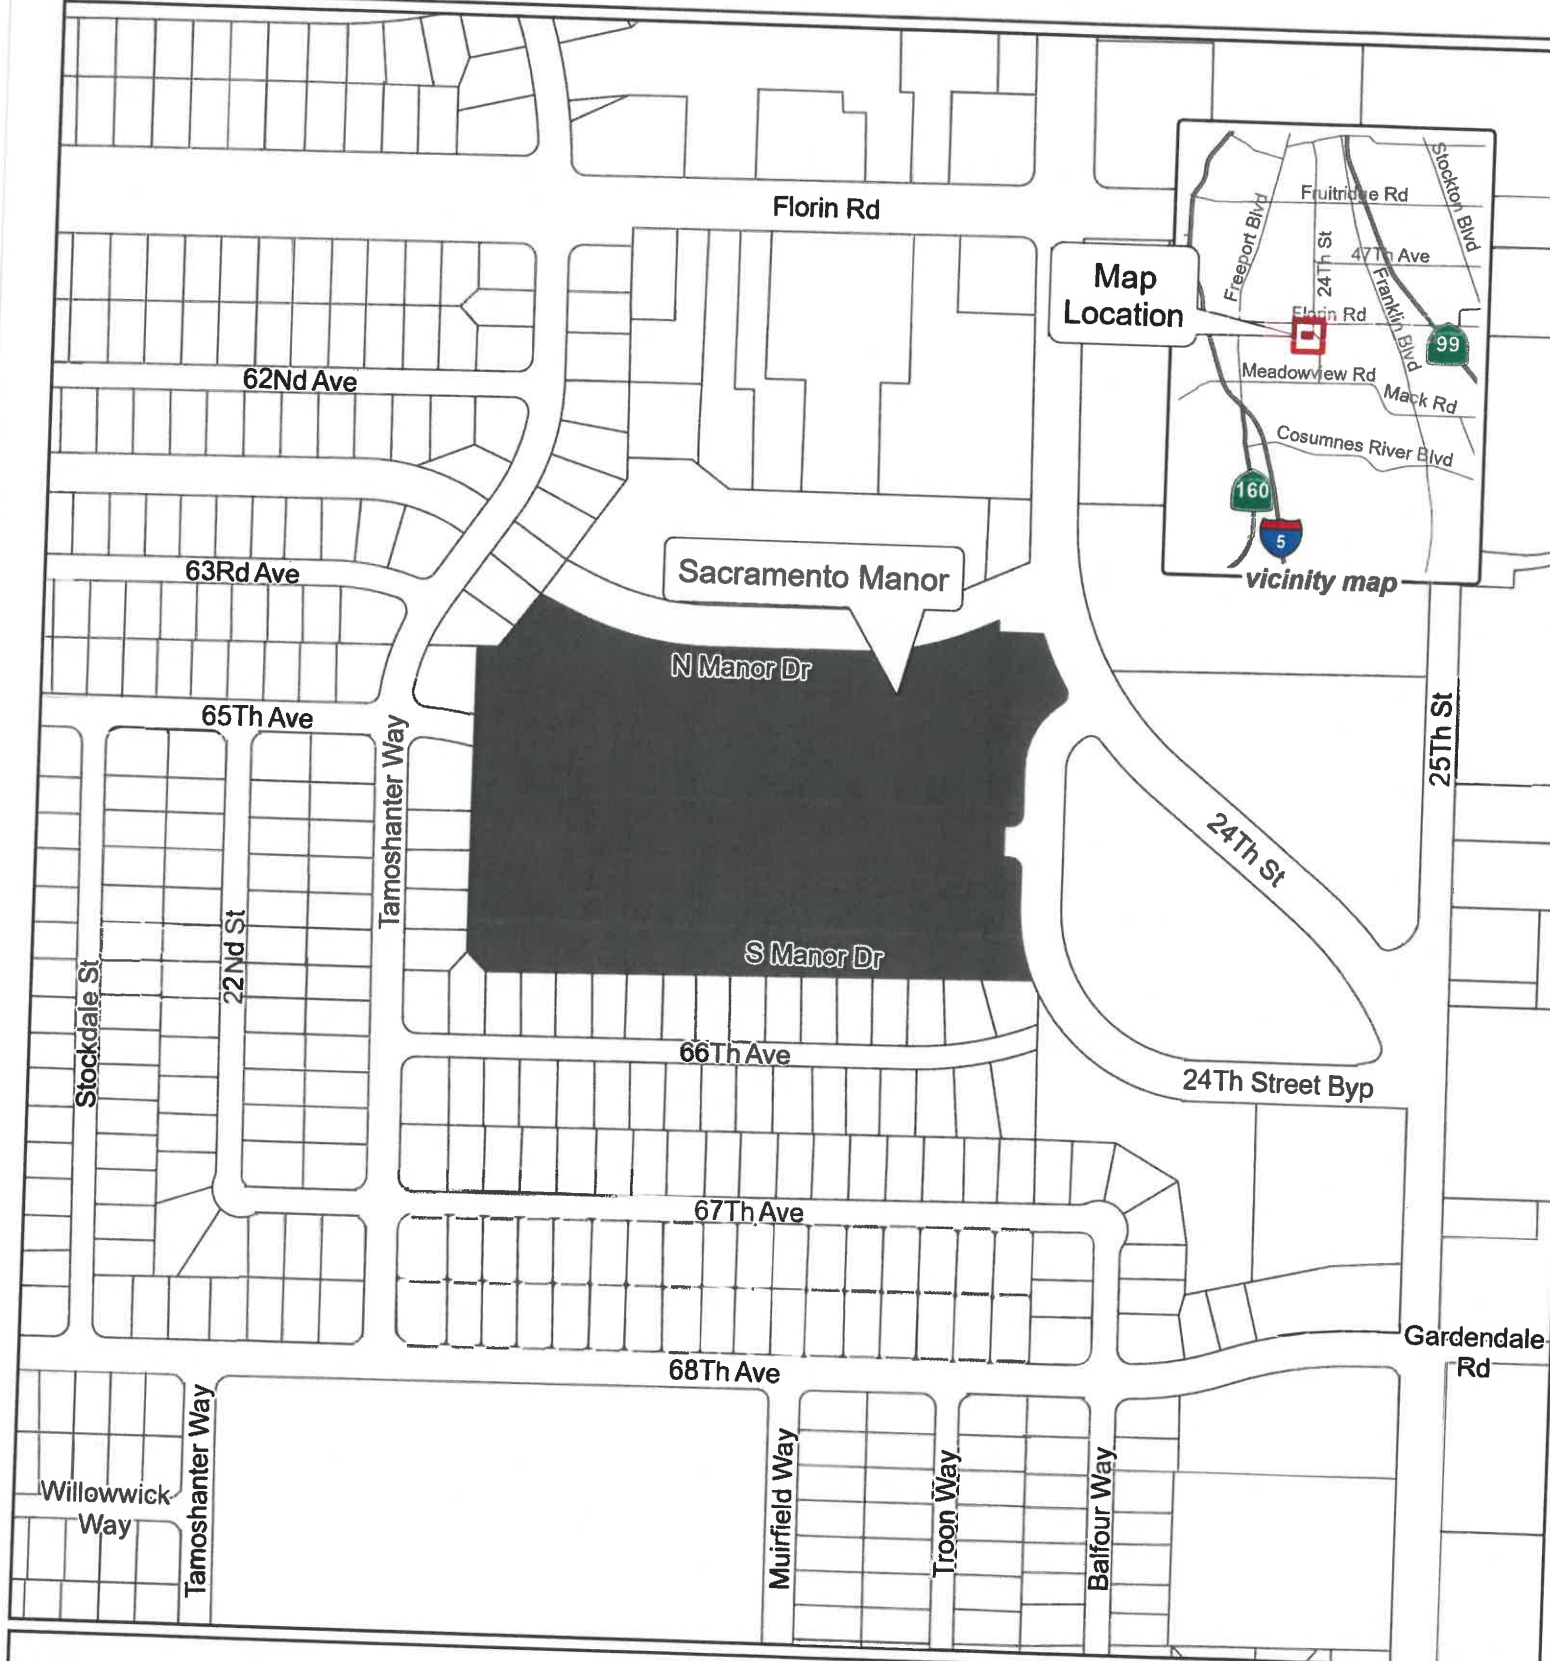 Florin Rd
62Nd Ave
63Rd Ave
65Th Ave
Tamoshanter Way
Stockdale St
22Nd St
Sacramento Manor
N Manor Dr
S Manor Dr
66Th Ave
67Th Ave
68Th Ave
24Th St
24Th Street Byp
25Th St
Gardendale
Rd
Willowwick
Way
Tamoshanter Way
Muirfield Way
Troon Way
Balfour Way
Map
Location
Fruitridge Rd
Stockton Blvd
Freeport Blvd
24Th St
47Th Ave
Franklin Blvd
Florin Rd
99
Meadowview Rd
Mack Rd
Cosumnes River Blvd
160
5
vicinity map